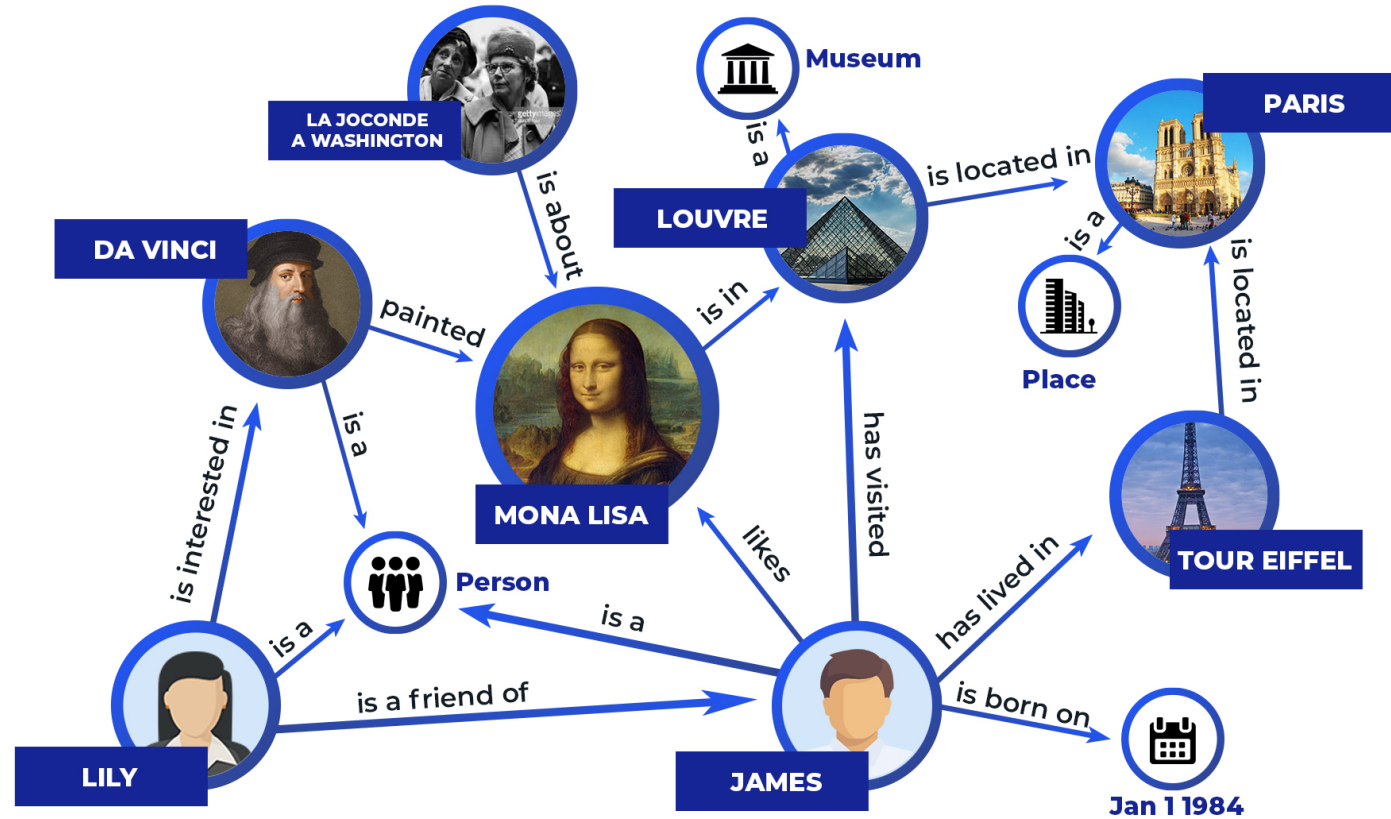 Museum
PARIS
LA JOCONDE
A WASHINGTON
gettyimages
is a
is located in
is about
LOUVRE
is a
DA VINCI
is located in
painted
is in
Place
is interested in
is a
has visited
MONA LISA
likes
has lived in
TOUR EIFFEL
Person
is a
is a
is a friend of
is born on
LILY
JAMES
Jan 1 1984